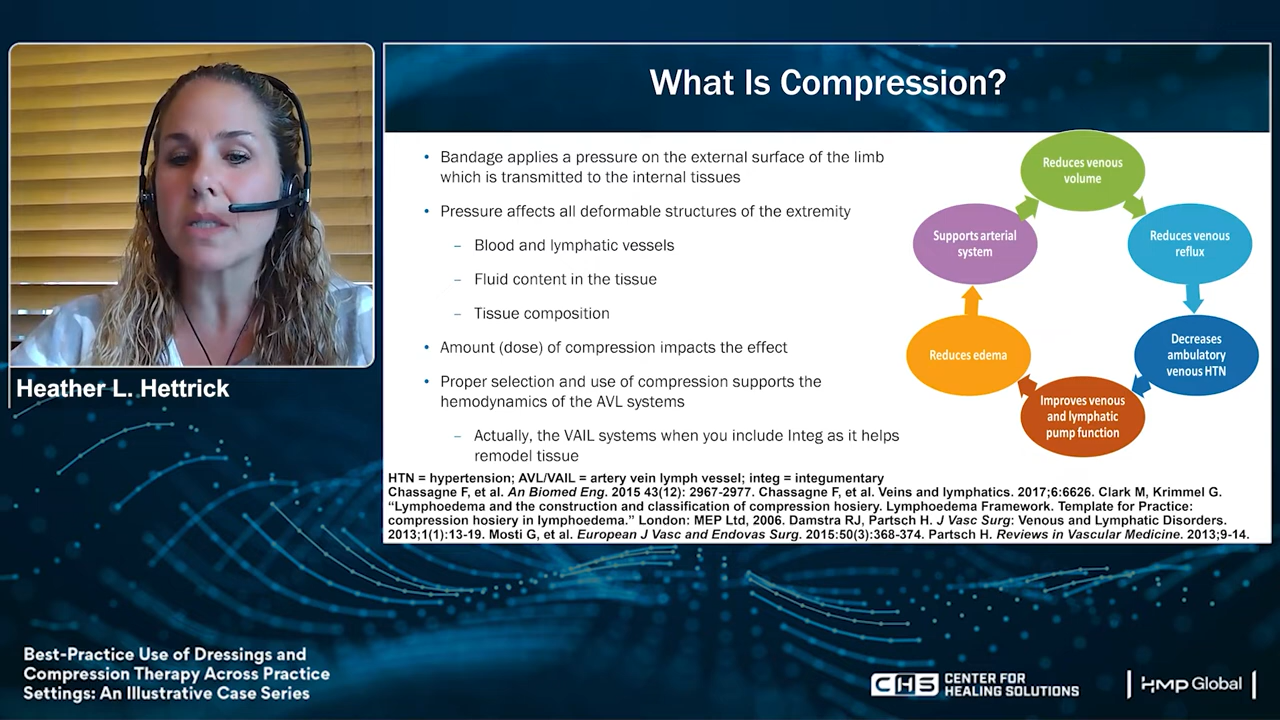 What Is Compression?
• Bandage applies a pressure on the external surface of the limb
which is transmitted to the internal tissues
• Pressure affects all deformable structures of the extremity
– Blood and lymphatic vessels
– Fluid content in the tissue
– Tissue composition
• Amount (dose) of compression impacts the effect
• Proper selection and use of compression supports the
hemodynamics of the AVL systems
– Actually, the VAIL systems when you include Integ as it helps
remodel tissue
Reduces venous
volume
Reduces venous
reflux
Decreases
ambulatory
venous HTN
Improves venous
and lymphatic
pump function
Reduces edema
Supports arterial
system
HTN = hypertension; AVL/VAIL = artery vein lymph vessel; integ = integumentary
Chassagne F, et al. An Biomed Eng. 2015 43(12): 2967-2977. Chassagne F, et al. Veins and lymphatics. 2017;6:6626. Clark M, Krimmel G.
“Lymphoedema and the construction and classification of compression hosiery. Lymphoedema Framework. Template for Practice:
compression hosiery in lymphoedema.” London: MEP Ltd, 2006. Damstra RJ, Partsch H. J Vasc Surg: Venous and Lymphatic Disorders.
2013;1(1):13-19. Mosti G, et al. European J Vasc and Endovas Surg. 2015:50(3):368-374. Partsch H. Reviews in Vascular Medicine. 2013;9-14.
Heather L. Hettrick
Best-Practice Use of Dressings and
Compression Therapy Across Practice
Settings: An Illustrative Case Series
CHS CENTER FOR
HEALING SOLUTIONS
HMP Global